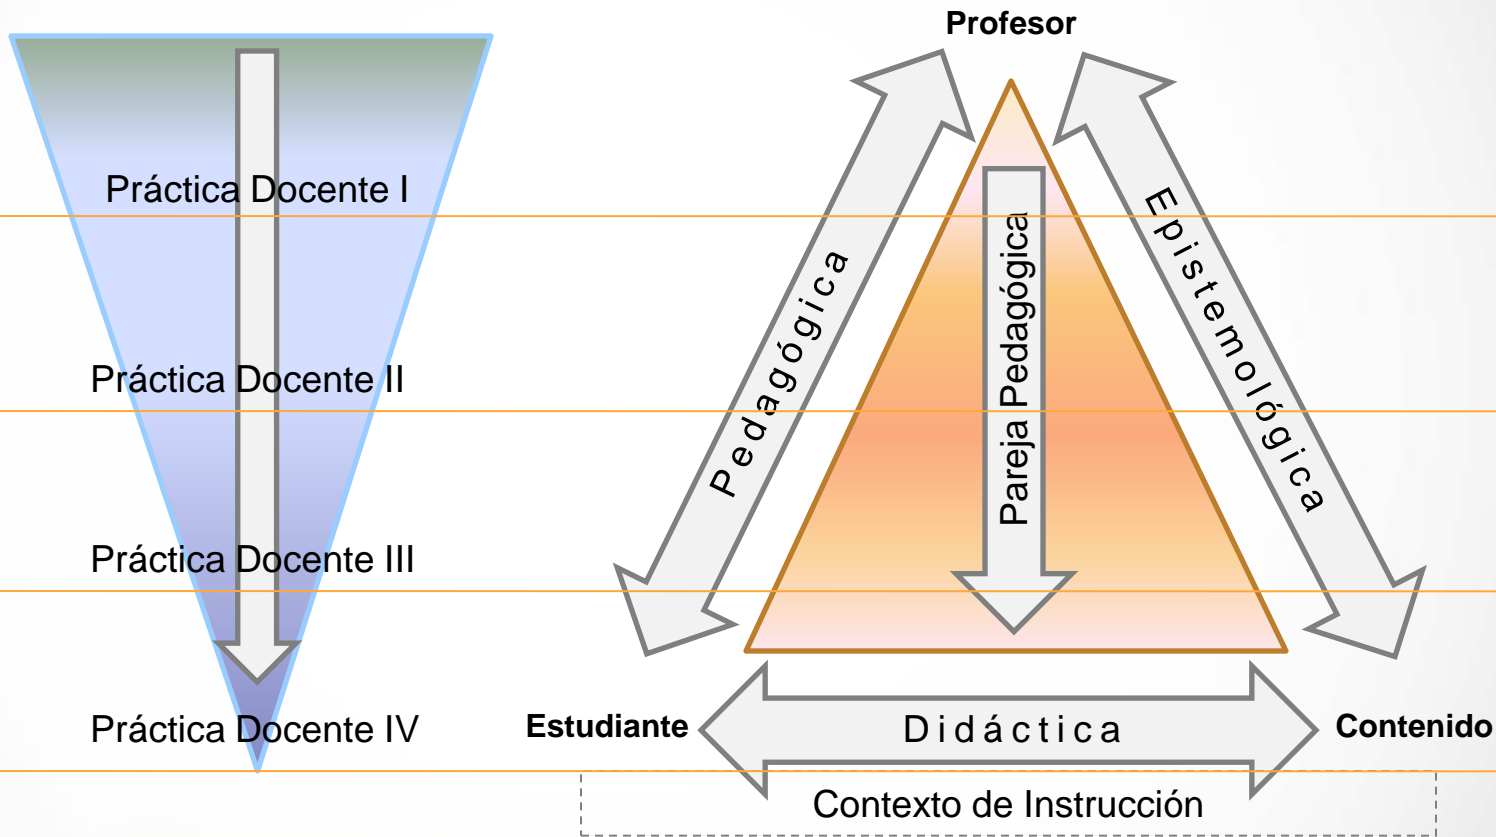 Profesor
Práctica Docente I
Práctica Docente II
Práctica Docente III
Práctica Docente IV
Pedagógica
Pareja Pedagógica
Epistemológica
Estudiante
Didáctica
Contenido
Contexto de Instrucción